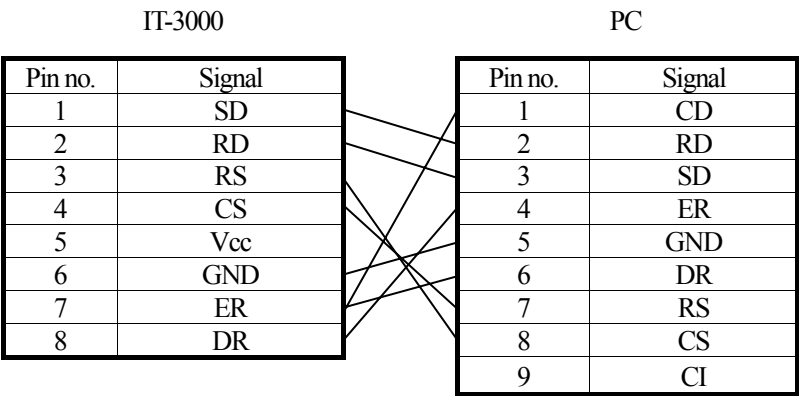 IT-3000 PC
Pin no. Signal Pin no. Signal
1 SD 1 CD
2 RD 2 RD
3 RS 3 SD
4 CS 4 ER
5 Vcc 5 GND
6 GND 6 DR
7 ER 7 RS
8 DR 8 CS
9 CI